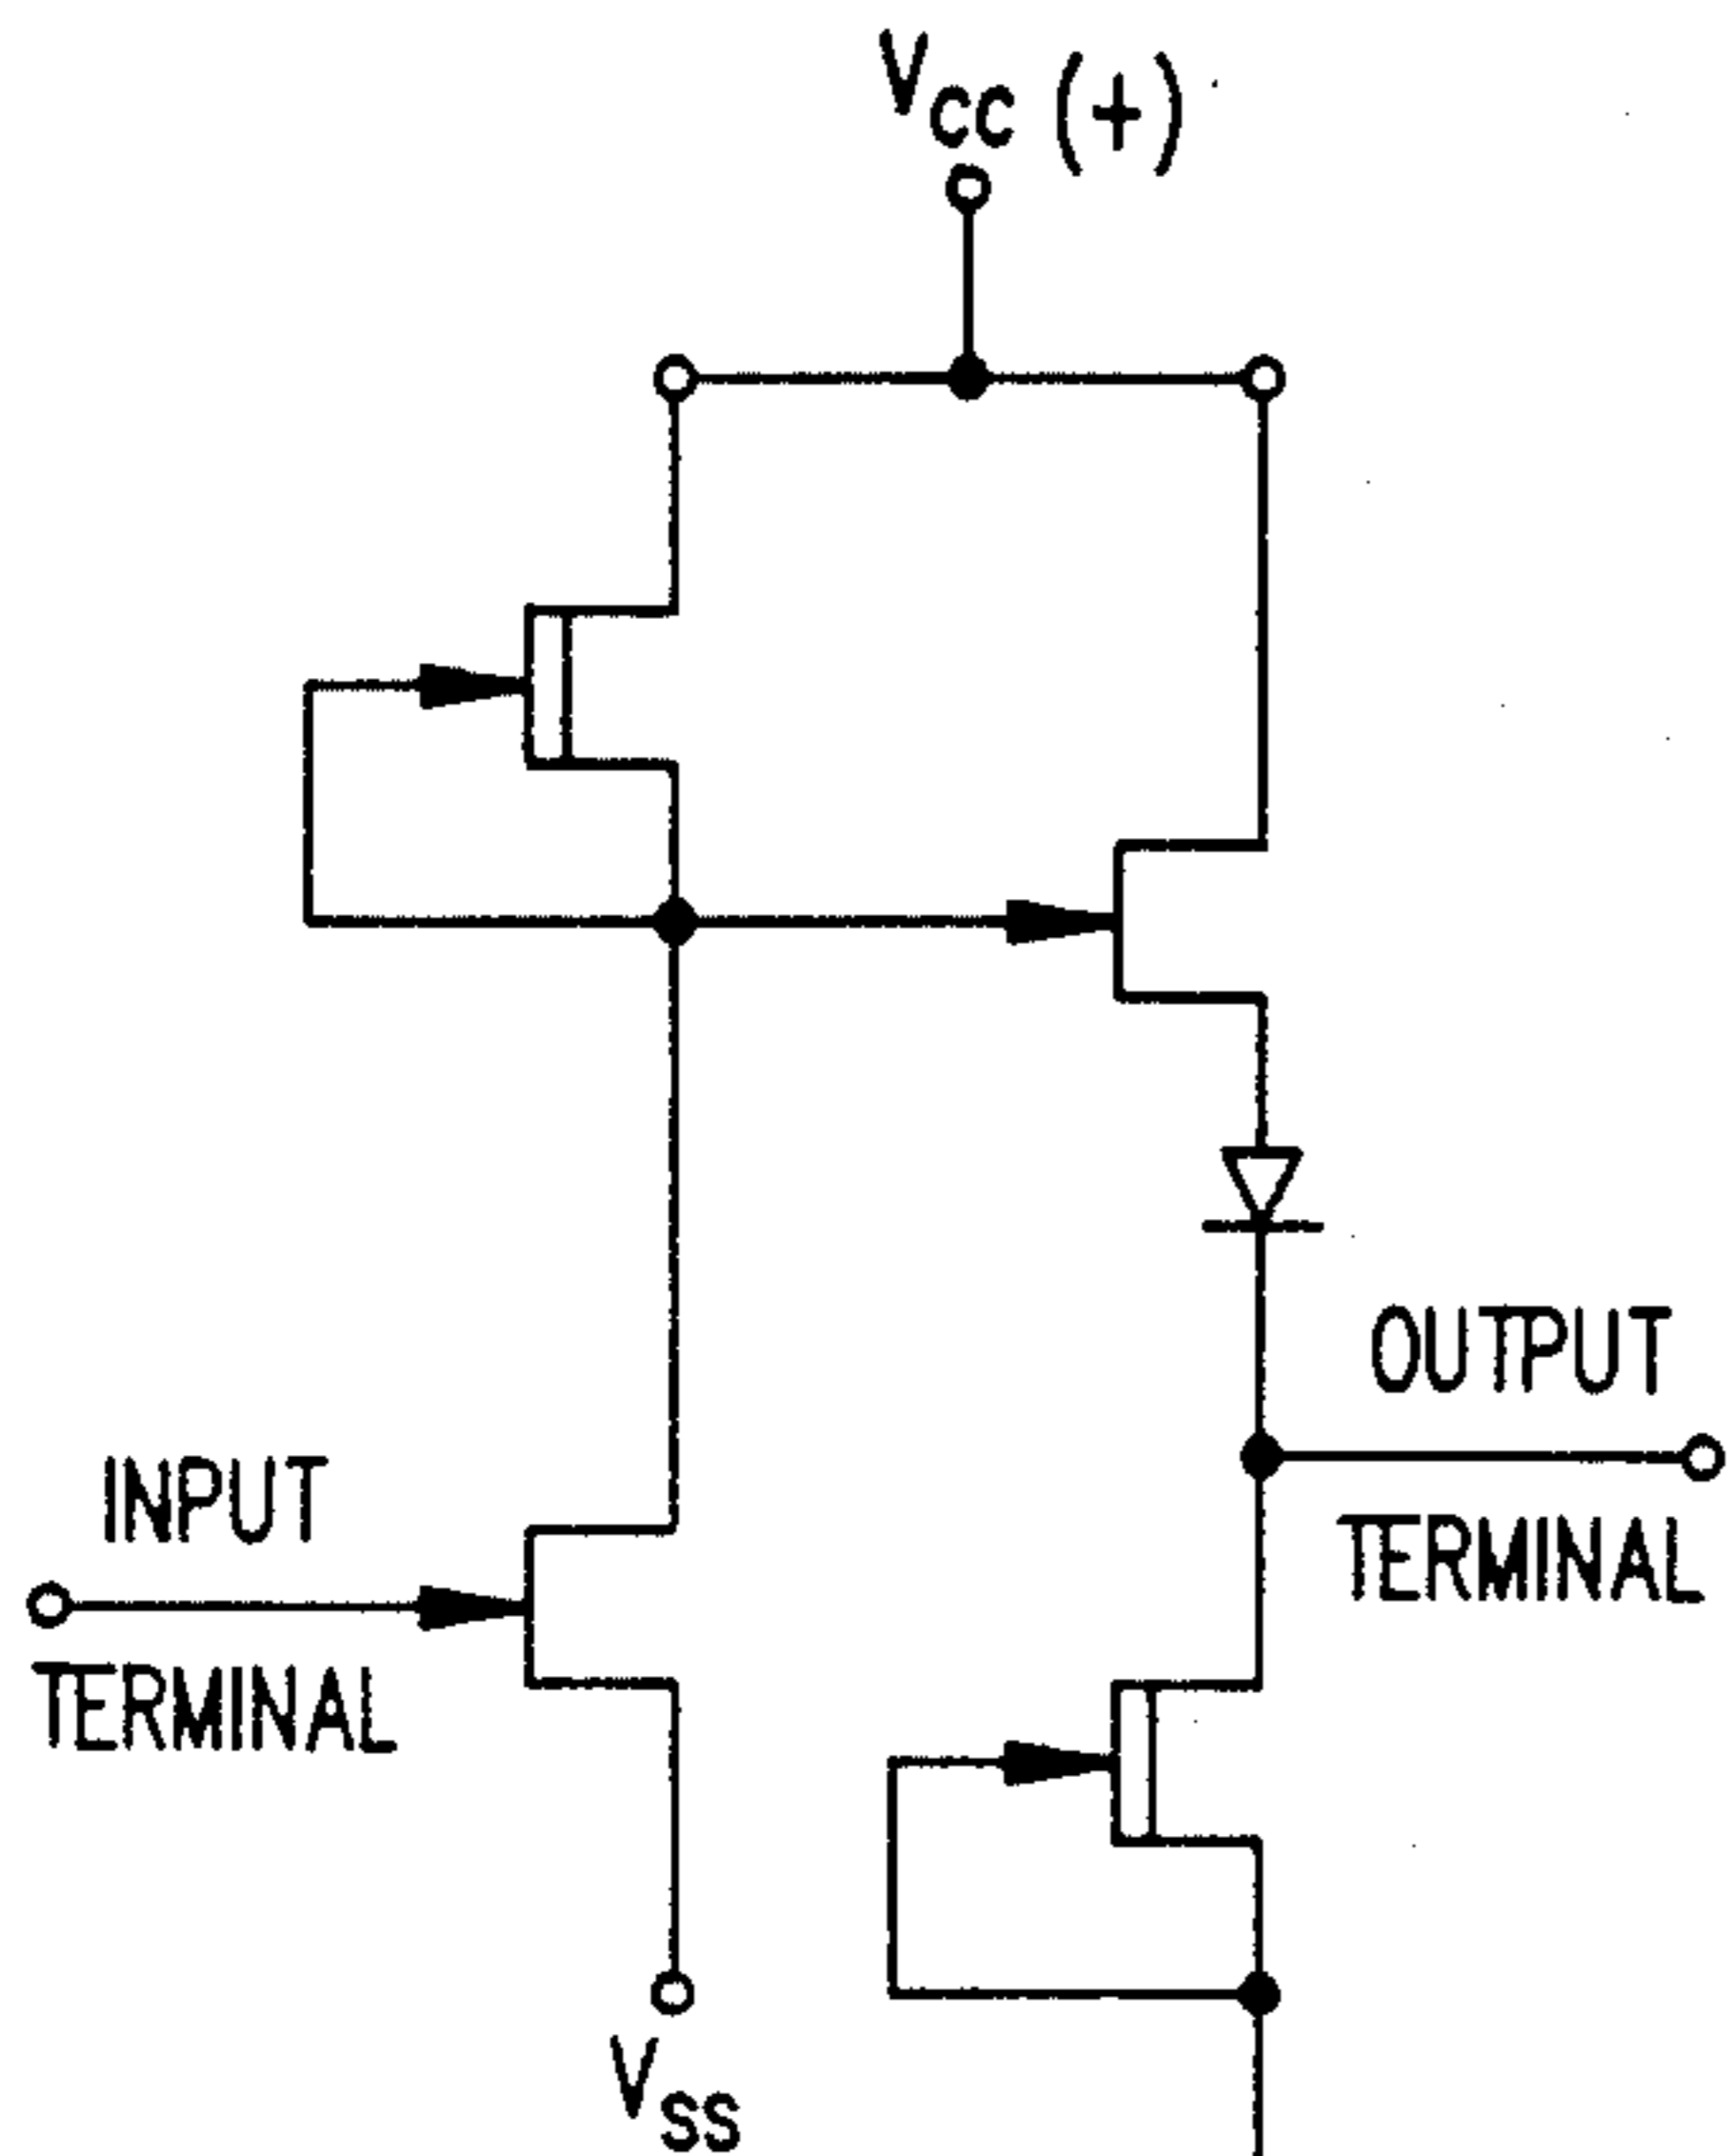 VCC (+)
OUTPUT
TERMINAL
INPUT
TERMINAL
VSS